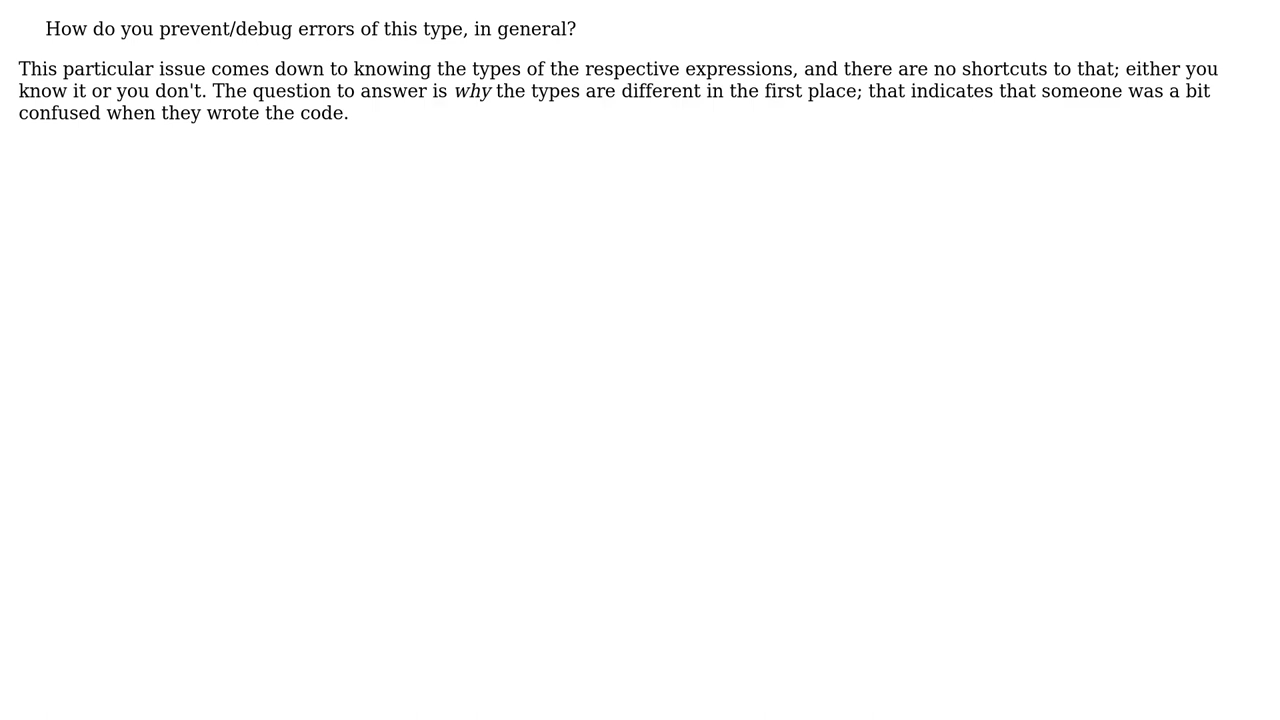 How do you prevent/debug errors of this type, in general?
This particular issue comes down to knowing the types of the respective expressions, and there are no shortcuts to that; either you
know it or you don't. The question to answer is why the types are different in the first place; that indicates that someone was a bit
confused when they wrote the code.